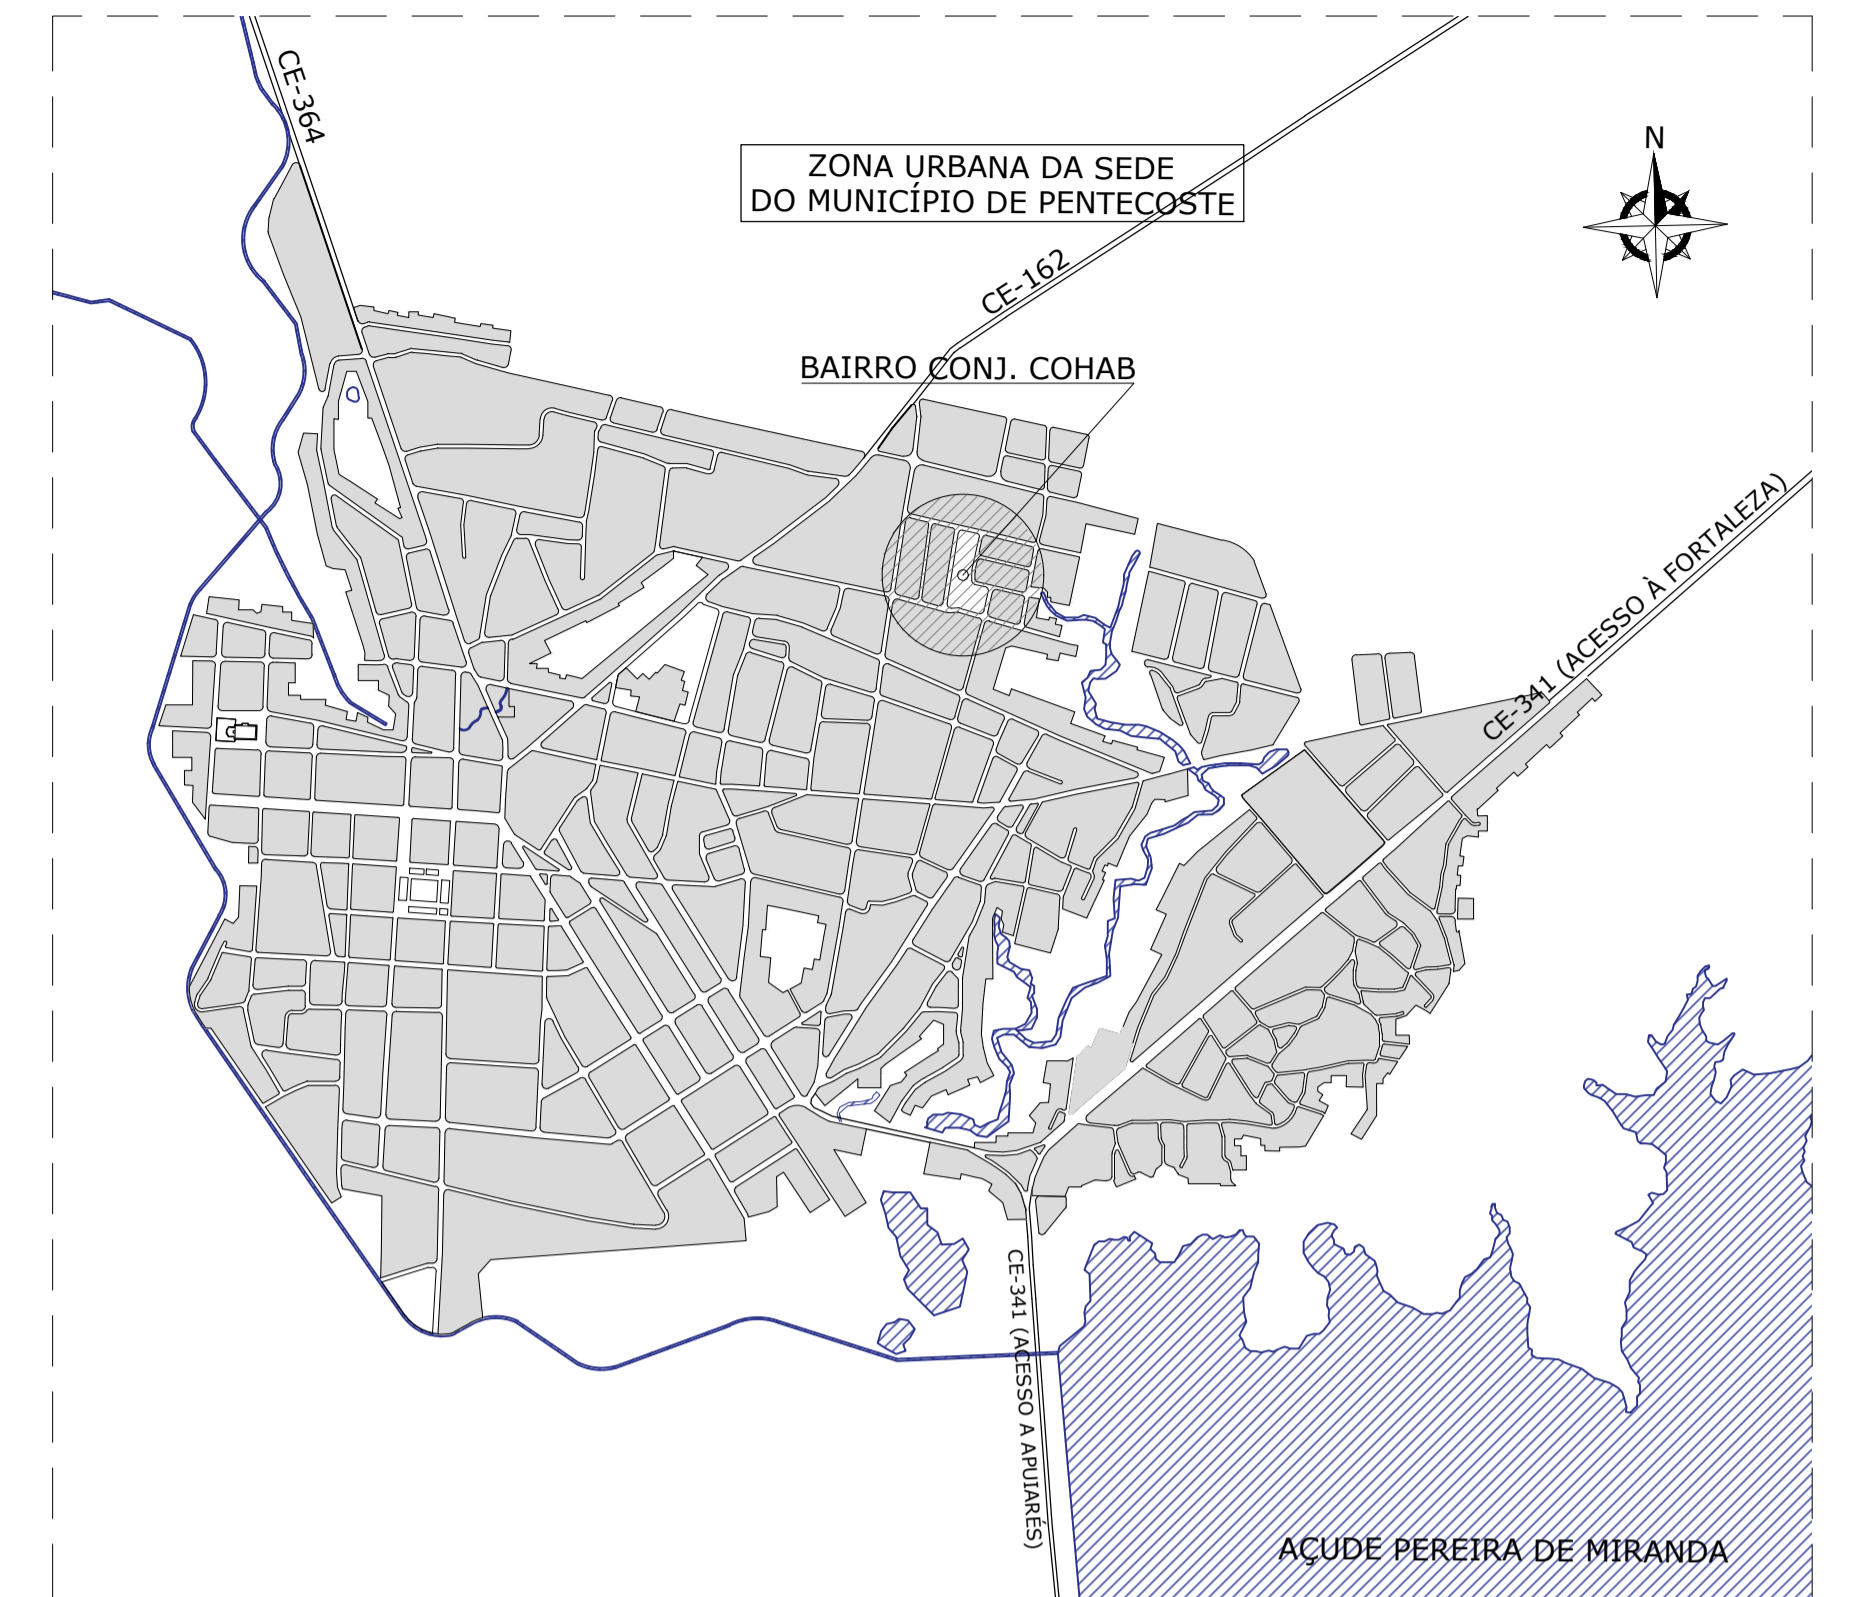 CE-364
N
ZONA URBANA DA SEDE
DO MUNICÍPIO DE PENTECOSTE
CE-162
BAIRRO CONJ. COHAB
CE-341 (ACESSO À FORTALEZA)
CE-341 (ACESSO A APUIARÉS)
AÇUDE PEREIRA DE MIRANDA